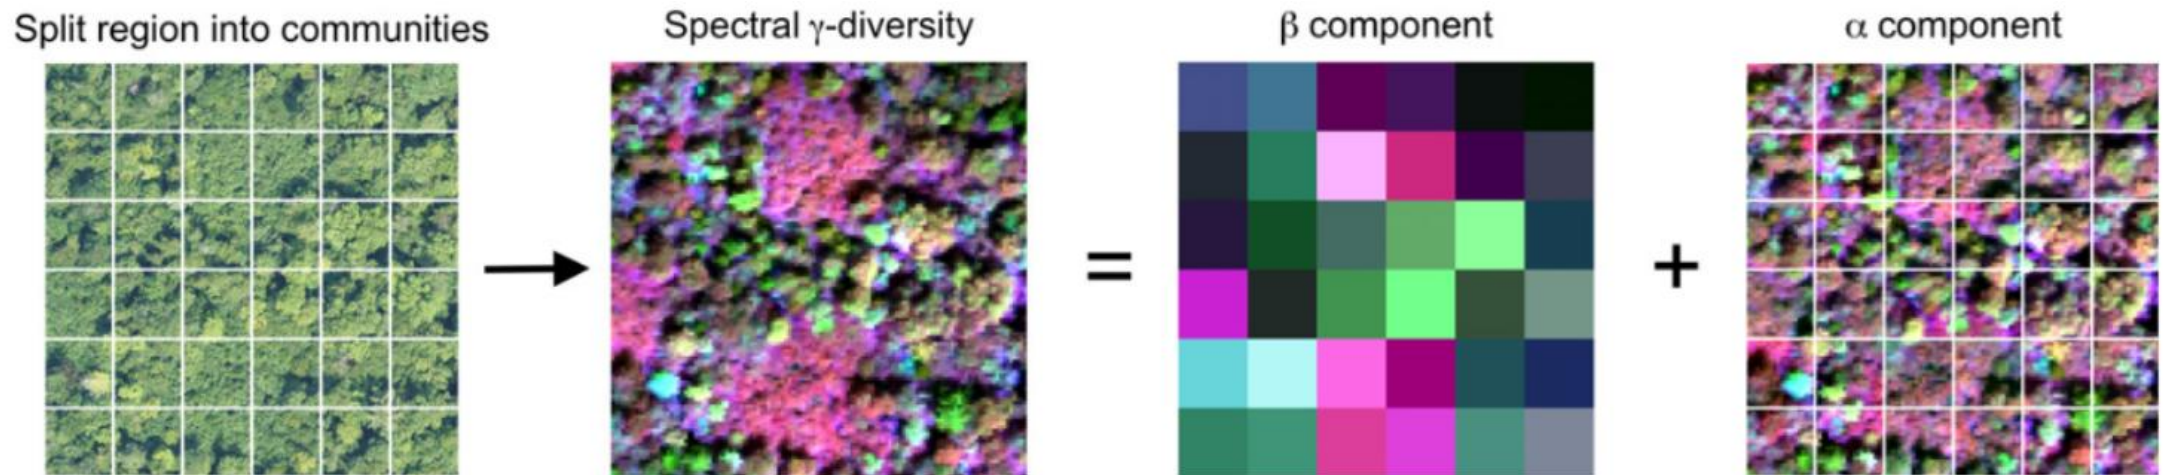 Split region into communities
Spectral γ-diversity
β component
α component
=
+